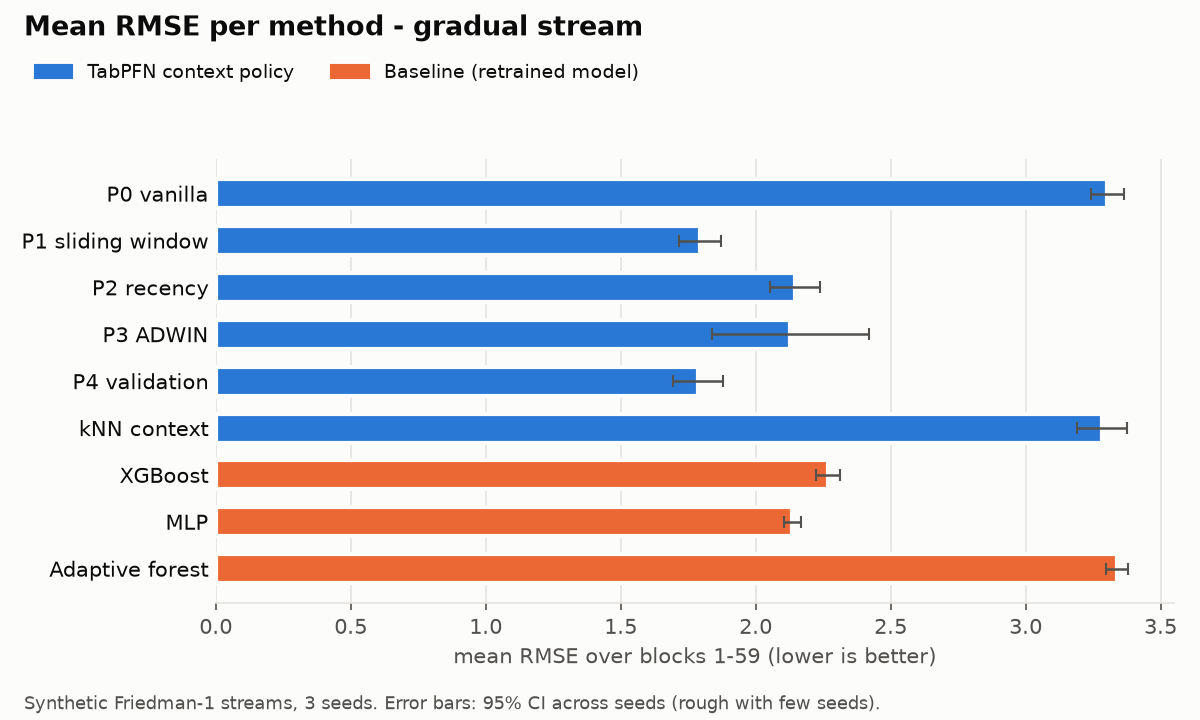 Mean RMSE per method - gradual stream
TabPFN context policy
Baseline (retrained model)
P0 vanilla
P1 sliding window
P2 recency
P3 ADWIN
P4 validation
kNN context
XGBoost
MLP
Adaptive forest
0.0 0.5 1.0 1.5 2.0 2.5 3.0 3.5
mean RMSE over blocks 1-59 (lower is better)
Synthetic Friedman-1 streams, 3 seeds. Error bars: 95% CI across seeds (rough with few seeds).